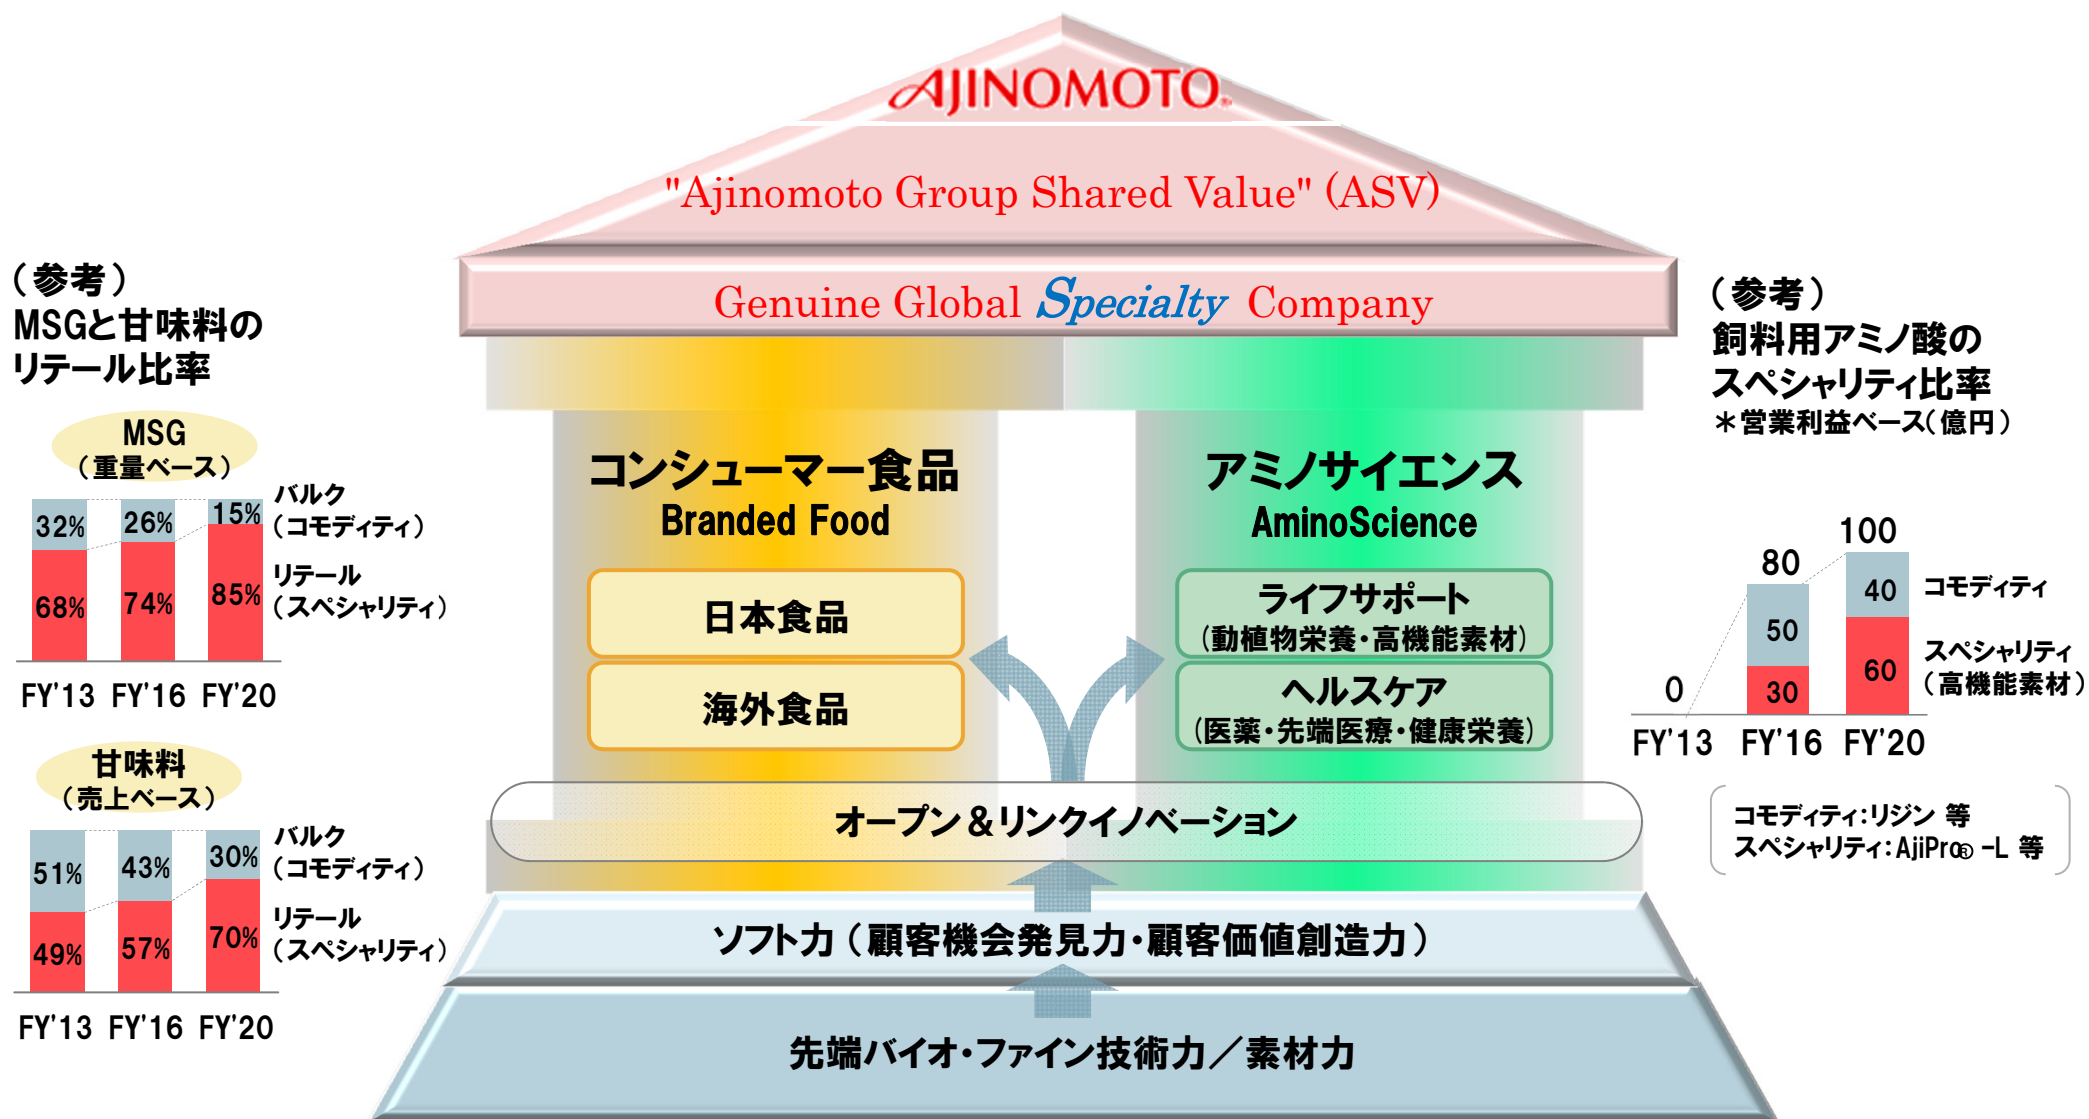 AJINOMOTO®
"Ajinomoto Group Shared Value" (ASV)
Genuine Global Specialty Company
（参考）
MSGと甘味料の
リテール比率
MSG
（重量ベース）
32%
26%
15%
バルク
（コモディティ）
68%
74%
85%
リテール
（スペシャリティ）
FY'13 FY'16 FY'20
甘味料
（売上ベース）
51%
43%
30%
バルク
（コモディティ）
49%
57%
70%
リテール
（スペシャリティ）
FY'13 FY'16 FY'20
コンシューマー食品
Branded Food
日本食品
海外食品
アミノサイエンス
AminoScience
ライフサポート
(動植物栄養・高機能素材)
ヘルスケア
(医薬・先端医療・健康栄養)
オープン＆リンクイノベーション
ソフト力（顧客機会発見力・顧客価値創造力）
先端バイオ・ファイン技術力／素材力
（参考）
飼料用アミノ酸の
スペシャリティ比率
＊営業利益ベース（億円）
0
80
100
50
40
コモディティ
30
60
スペシャリティ
（高機能素材）
FY'13 FY'16 FY'20
コモディティ：リジン 等
スペシャリティ：AjiPro® -L 等